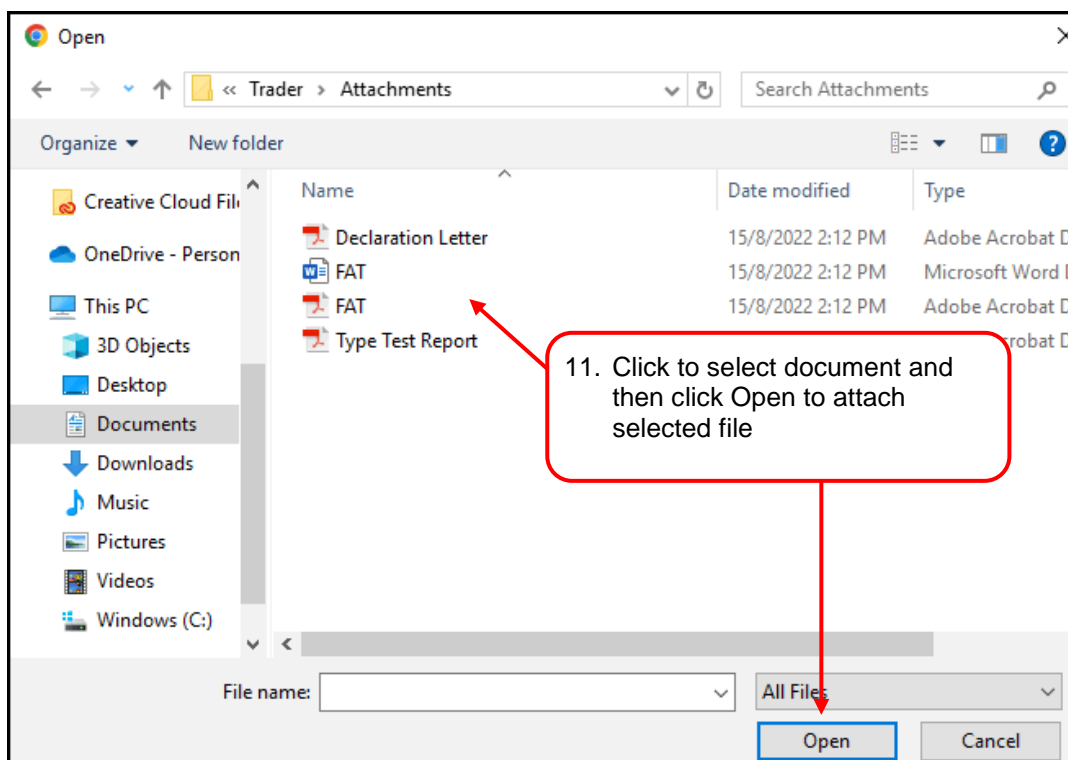 Open
« Trader > Attachments
Search Attachments
Organize
New folder
Name
Date modified
Type
Creative Cloud File
Declaration Letter 15/8/2022 2:12 PM Adobe Acrobat D
OneDrive - Person
FAT 15/8/2022 2:12 PM Microsoft Word D
This PC
FAT 15/8/2022 2:12 PM Adobe Acrobat D
3D Objects
Type Test Report
robat D
Desktop
Documents
Downloads
Music
Pictures
Videos
Windows (C:)
11. Click to select document and
then click Open to attach
selected file
File name:
All Files
Open
Cancel